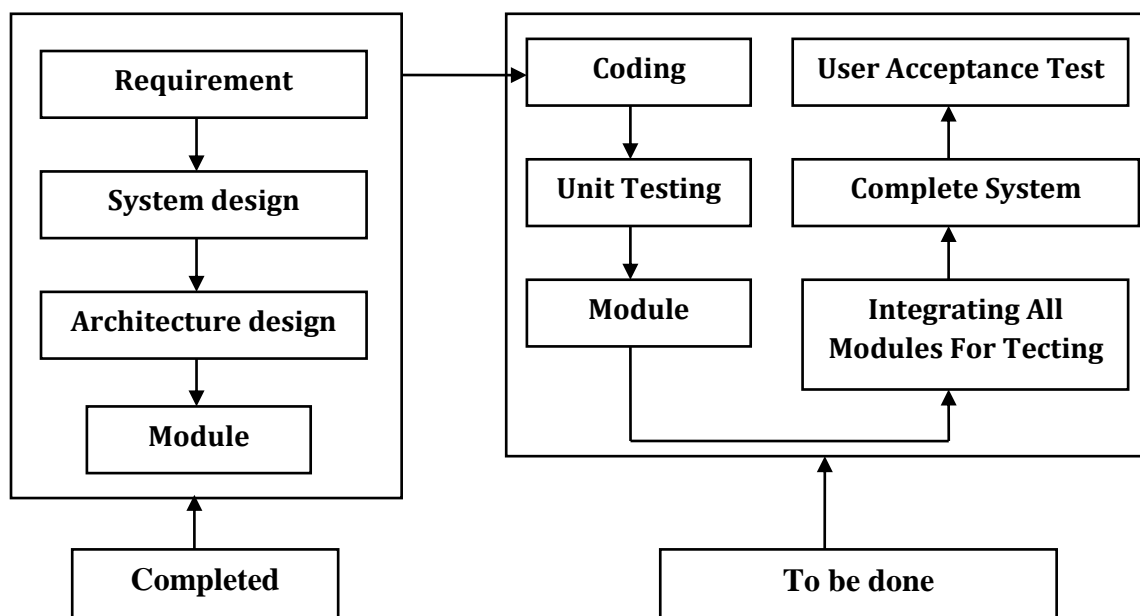 Requirement
System design
Architecture design
Module
Completed
Coding
Unit Testing
Module
Integrating All
Modules For Tecting
Complete System
User Acceptance Test
To be done